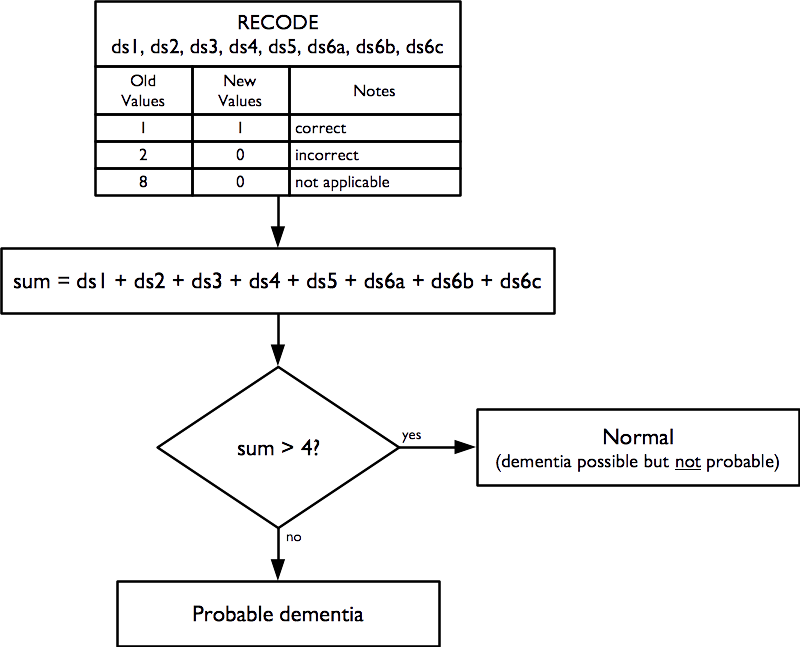 RECODE
ds1, ds2, ds3, ds4, ds5, ds6a, ds6b, ds6c
Old Values New Values Notes
1 1 correct
2 0 incorrect
8 0 not applicable
sum = ds1 + ds2 + ds3 + ds4 + ds5 + ds6a + ds6b + ds6c
sum > 4?
yes
Normal
(dementia possible but not probable)
no
Probable dementia